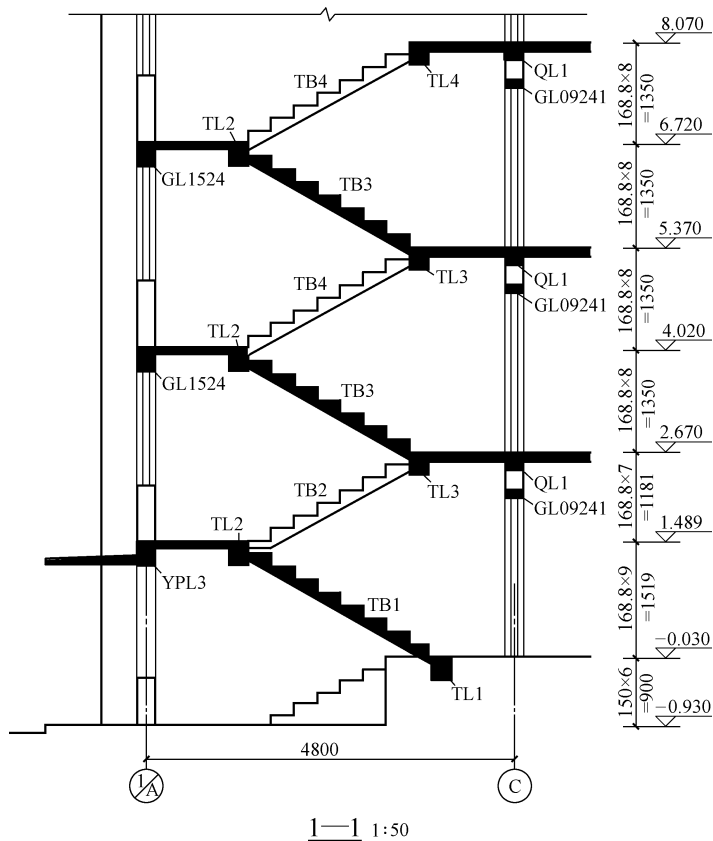 8.070
TB4
TL4
QL1
GL09241
168.8×8
=1350
TL2
6.720
GL1524
TB3
168.8×8
=1350
5.370
TL3
QL1
GL09241
TB4
168.8×8
=1350
TL2
4.020
GL1524
TB3
168.8×8
=1350
2.670
TB2
TL3
QL1
GL09241
168.8×7
=1181
TL2
1.489
YPL3
TB1
168.8×9
=1519
−0.030
TL1
150×6
=900
−0.930
4800
1/A
C
1—1 1:50